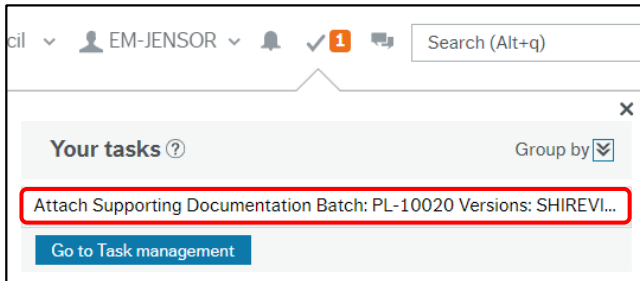 cil EM-JENSOR 1 Search (Alt+q)
Your tasks ? Group by
Attach Supporting Documentation Batch: PL-10020 Versions: SHIREVI...
Go to Task management